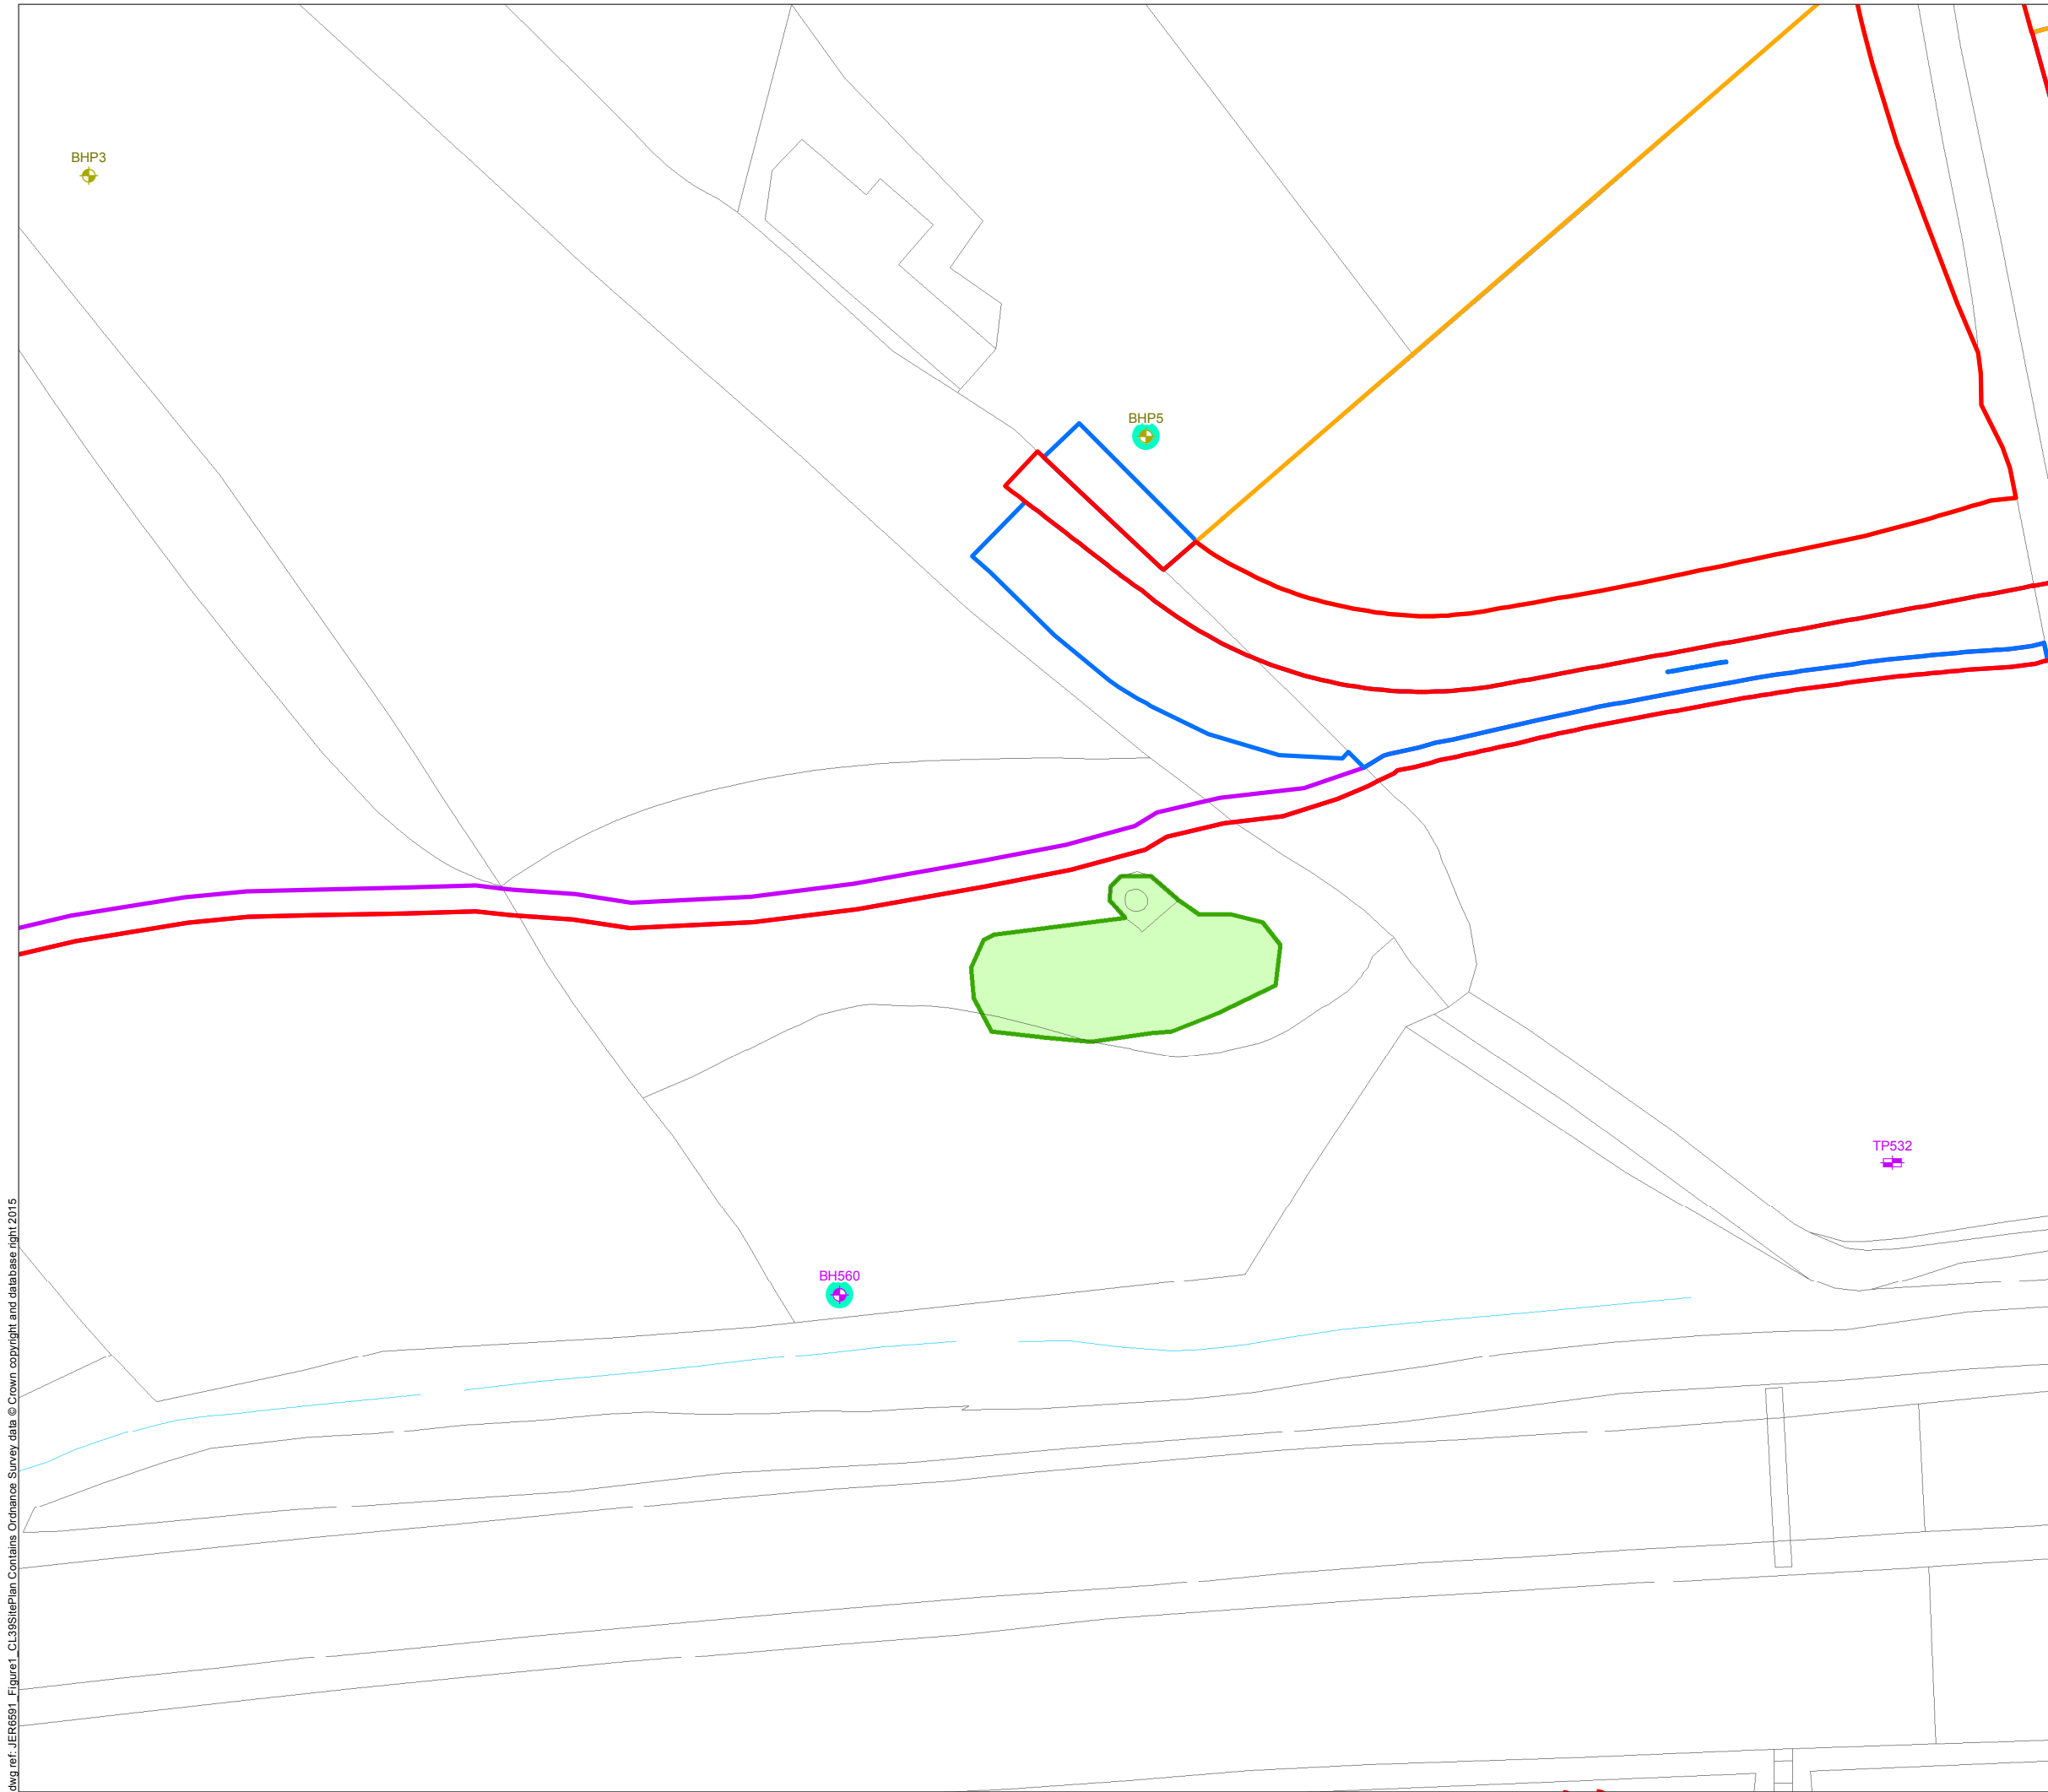 BHP3
BHP5
TP532
BH560
dwg ref: JER6591_Figure1_CL39SitePlan Contains Ordnance Survey data © Crown copyright and database right 2015